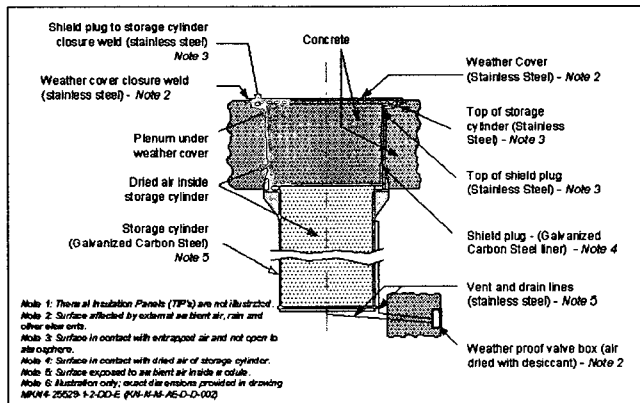 Shield plug to storage cylinder
closure weld (stainless steel)
Note 3
Weather cover closure weld
(stainless steel) - Note 2
Plenum under
weather cover
Dried air inside
storage cylinder
Storage cylinder
(Galvanized Carbon Steel)
Note 5
Concrete
Weather Cover
(Stainless Steel) - Note 2
Top of storage
cylinder (Stainless
Steel) - Note 3
Top of shield plug
(Stainless Steel) - Note 3
Shield plug - (Galvanized
Carbon Steel liner) - Note 4
Vent and drain lines
(stainless steel) - Note 5
Weather proof valve box (air
dried with desiccant) - Note 2
Note 1: Thermal Insulation Panels (TIP's) are not illustrated.
Note 2: Surface affected by external ambient air, rain and
other elements.
Note 3: Surface in contact with entrapped air and not open to
atmosphere.
Note 4: Surface in contact with dried air of storage cylinder.
Note 5: Surface exposed to ambient air inside module.
Note 6: Illustration only; exact dimensions provided in drawing